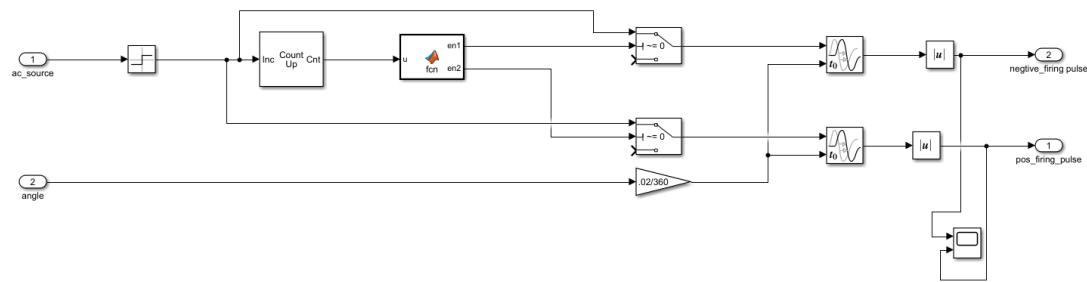 1
ac_source
Inc
Count
Up
Cnt
u
fcn
en1
en2
~= 0
t0
|u|
2
negtive_firing pulse
~= 0
t0
|u|
1
pos_firing_pulse
2
angle
.02/360